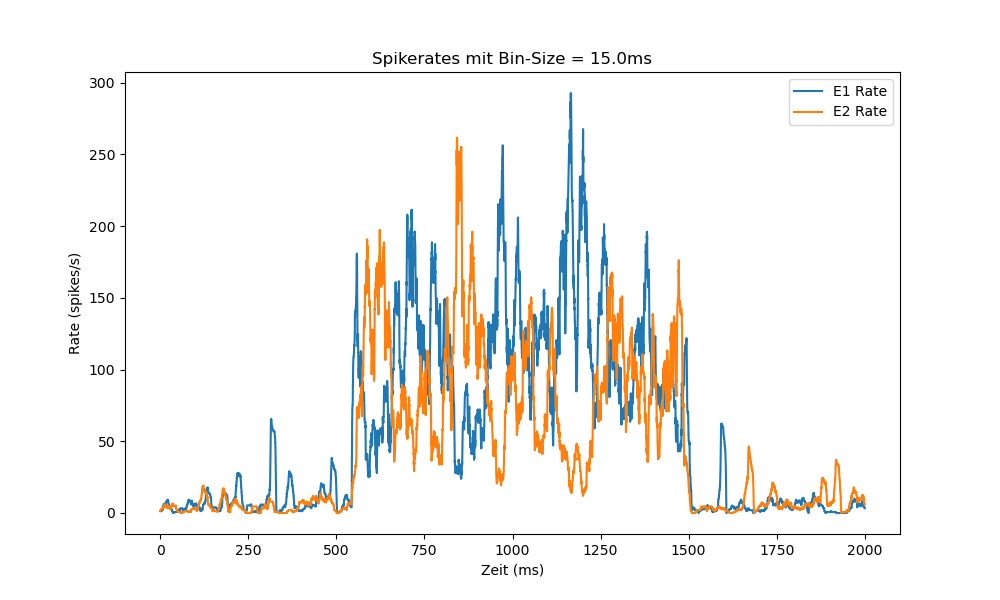 Spikerates mit Bin-Size = 15.0ms
E1 Rate
E2 Rate
300
250
200
150
100
50
0
Rate (spikes/s)
0 250 500 750 1000 1250 1500 1750 2000
Zeit (ms)